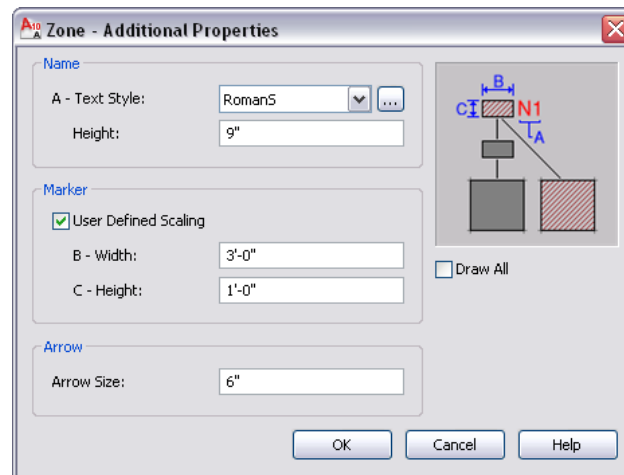 A10 A Zone - Additional Properties
Name
A - Text Style: RomanS ...
Height: 9"
Marker
User Defined Scaling
B - Width: 3'-0"
C - Height: 1'-0"
Arrow
Arrow Size: 6"
B
C N1
A
Draw All
OK Cancel Help